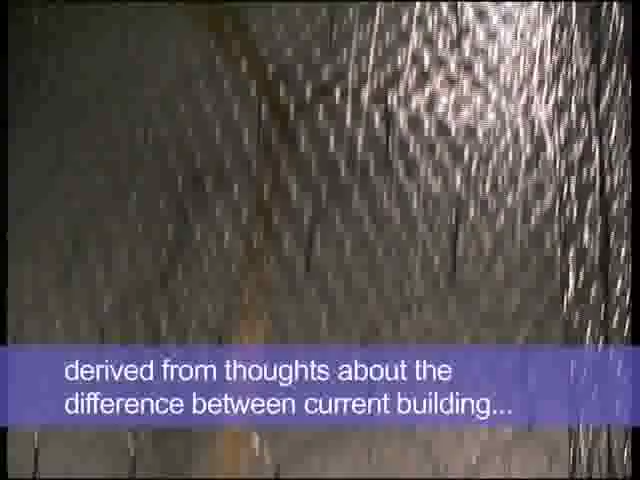 derived from thoughts about the
difference between current building...